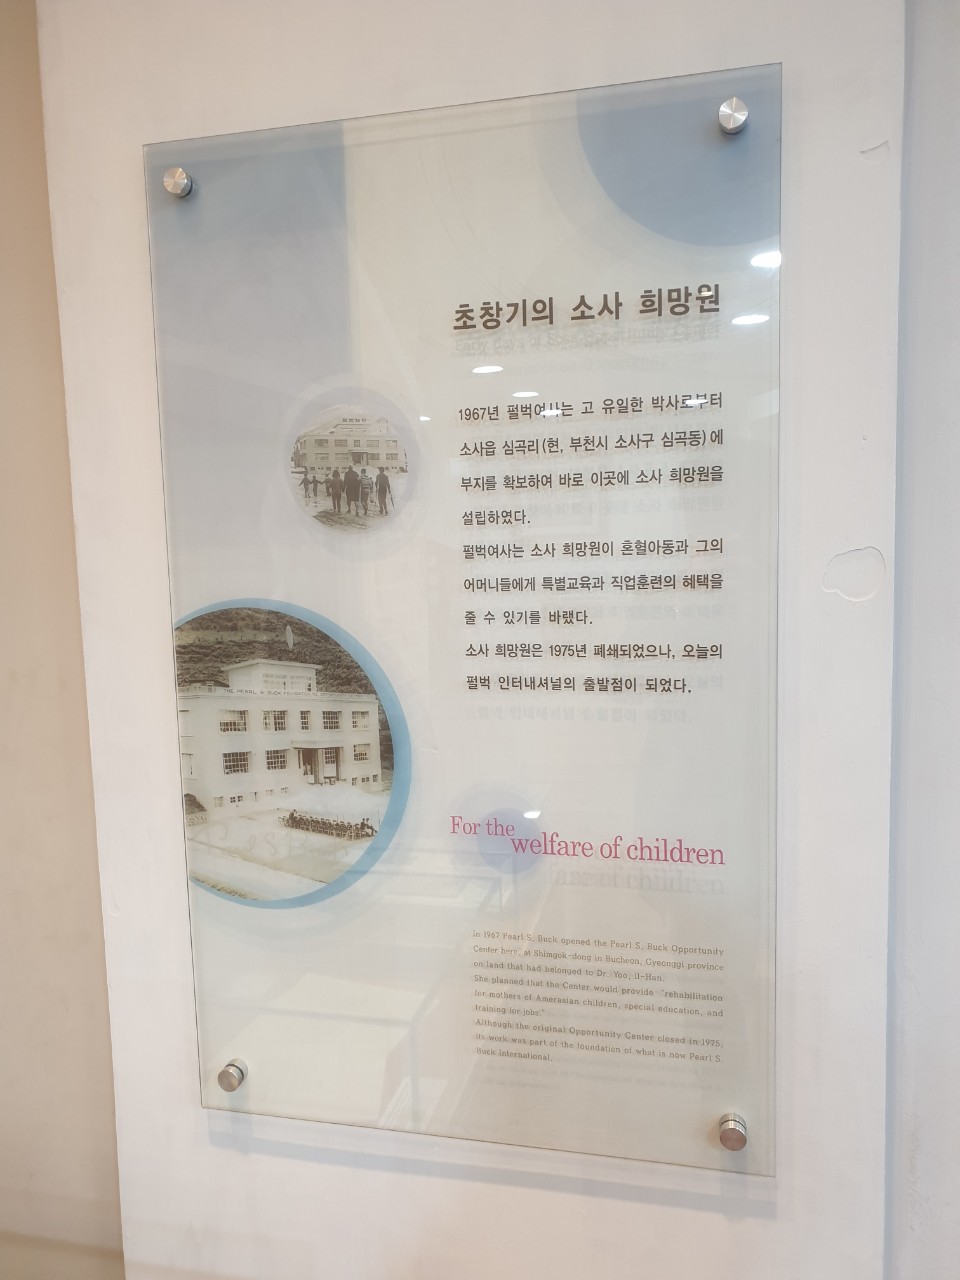 초창기의 소사 희망원
1967년 펄벅여사는 고 유일한 박사로부터
소사읍 심곡리(현, 부천시 소사구 심곡동)에
부지를 확보하여 바로 이곳에 소사 희망원을
설립하였다.
펄벅여사는 소사 희망원이 혼혈아동과 그의
어머니들에게 특별교육과 직업훈련의 혜택을
줄 수 있기를 바랬다.
소사 희망원은 1975년 폐쇄되었으나, 오늘의
펄벅 인터내셔널의 출발점이 되었다.
THE PEARL S. BUCK FOUNDATION
For the
welfare of children
In 1967 Pearl S. Buck opened the Pearl S. Buck Opportunity
Center here, at Shimgok-dong in Bucheon, Gyeonggi province
on land that had belonged to Dr. Yoo, Il-Han.
She planned that the Center would provide "rehabilitation
for mothers of Amerasian children, special education, and
training for jobs."
Although the original Opportunity Center closed in 1975,
its work was part of the foundation of what is now Pearl S.
Buck International.